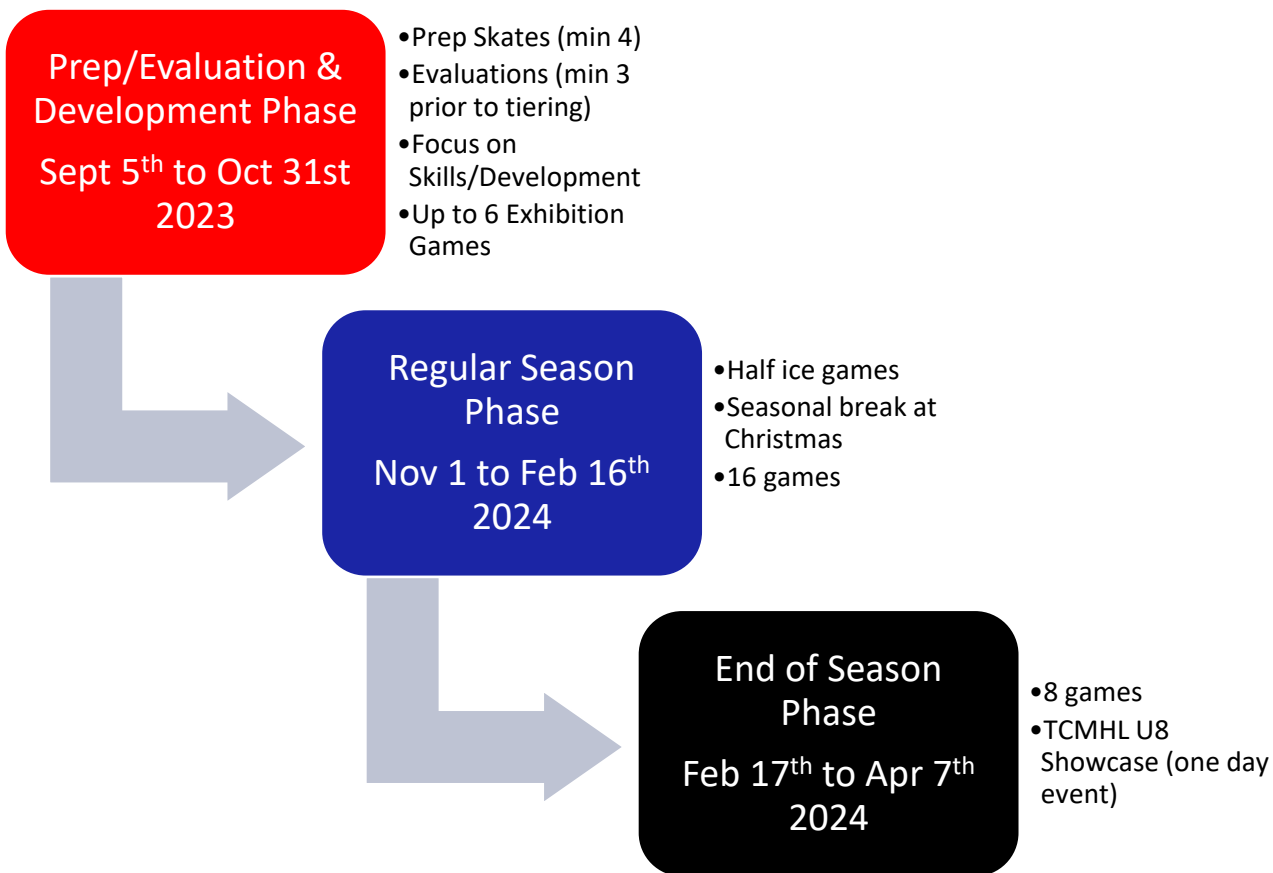 Prep/Evaluation &
Development Phase
Sept 5th to Oct 31st
2023
•Prep Skates (min 4)
•Evaluations (min 3
prior to tiering)
•Focus on
Skills/Development
•Up to 6 Exhibition
Games
Regular Season
Phase
Nov 1 to Feb 16th
2024
•Half ice games
•Seasonal break at
Christmas
•16 games
End of Season
Phase
Feb 17th to Apr 7th
2024
•8 games
•TCMHL U8
Showcase (one day
event)